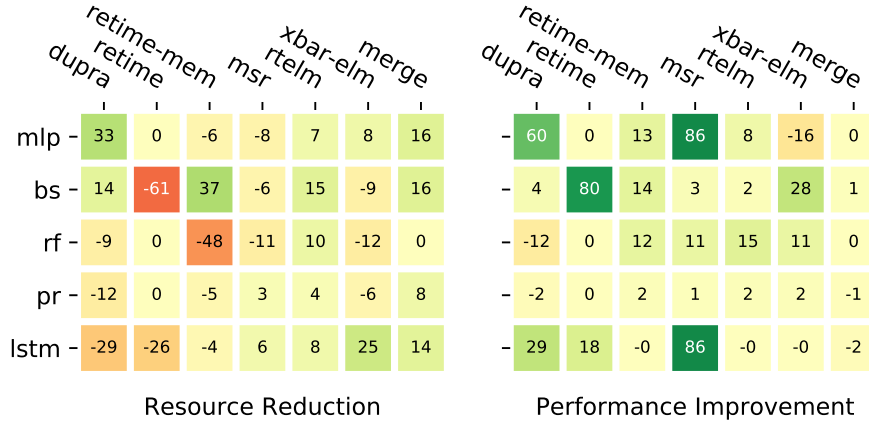 dupra retime retime-mem msr rtelm xbar-elm merge
dupra retime retime-mem msr rtelm xbar-elm merge
mlp 33 0 -6 -8 7 8 16 60 0 13 86 8 -16 0
bs 14 -61 37 -6 15 -9 16 4 80 14 3 2 28 1
rf -9 0 -48 -11 10 -12 0 -12 0 12 11 15 11 0
pr -12 0 -5 3 4 -6 8 -2 0 2 1 2 2 -1
lstm -29 -26 -4 6 8 25 14 29 18 -0 86 -0 -0 -2
Resource Reduction Performance Improvement